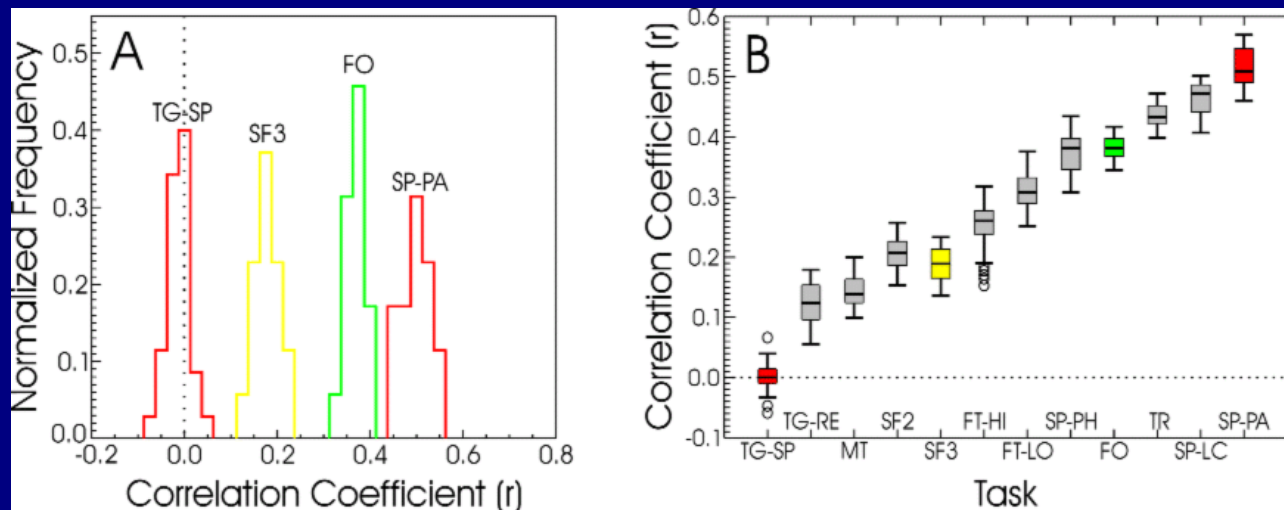 A
0.5
0.4
0.3
0.2
0.1
0.0
Normalized Frequency
TG-SP
SF3
FO
SP-PA
-0.2
0.0
0.2
0.4
0.6
0.8
Correlation Coefficient (r)
B
0.6
0.5
0.4
0.3
0.2
0.1
0.0
-0.1
Correlation Coefficient (r)
TG-RE
SF2
FT-HI
SP-PH
TR
SP-PA
TG-SP
MT
SF3
FT-LO
FO
SP-LC
Task